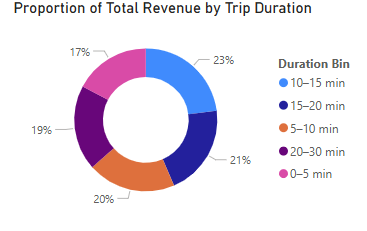 Proportion of Total Revenue by Trip Duration
17%
23%
19%
21%
20%
Duration Bin
10–15 min
15–20 min
5–10 min
20–30 min
0–5 min